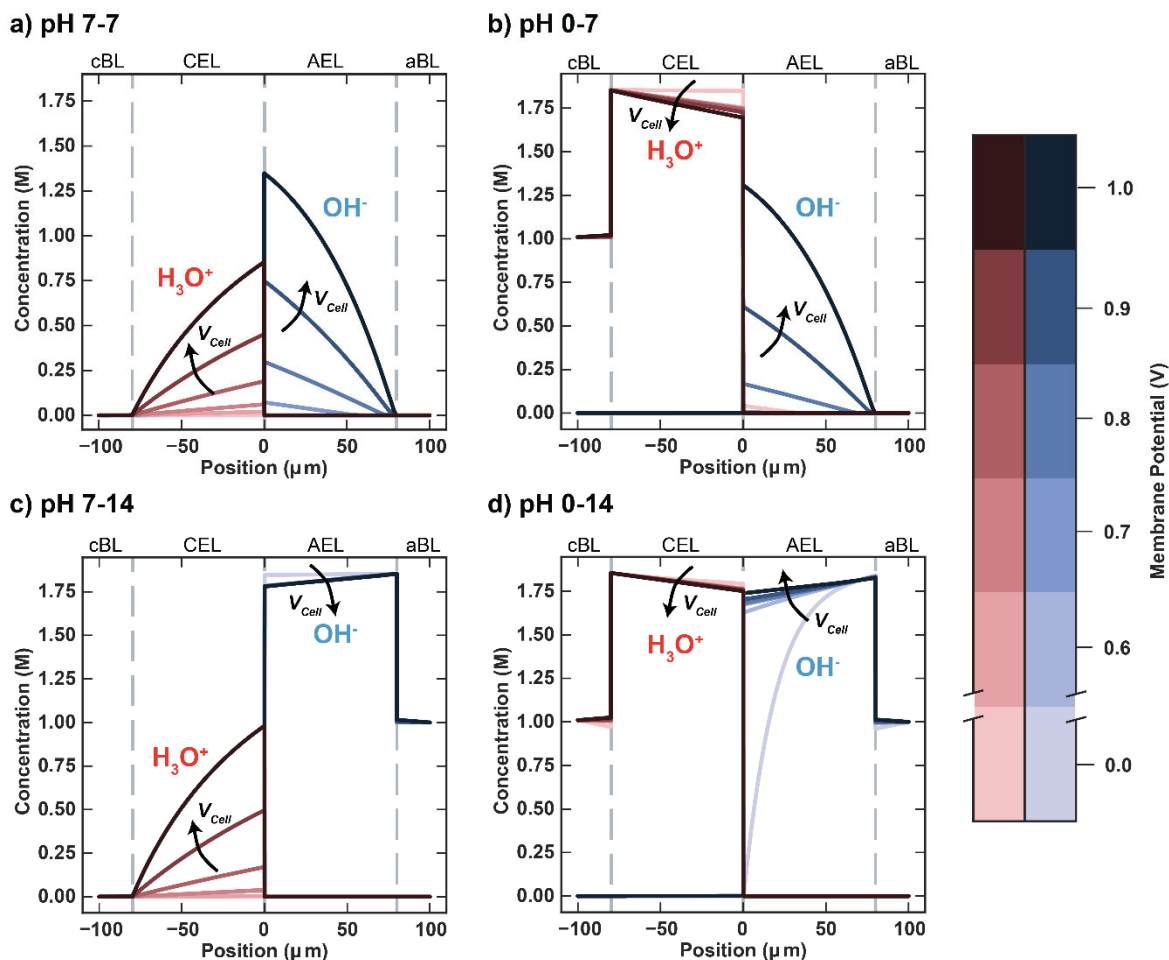 a) pH 7-7
cBL CEL AEL aBL
Concentration (M)
1.75
1.50
1.25
1.00
0.75
0.50
0.25
0.00
H3O+
VCell
OH-
VCell
−100 −50 0 50 100
Position (μm)
b) pH 0-7
cBL CEL AEL aBL
Concentration (M)
1.75
1.50
1.25
1.00
0.75
0.50
0.25
0.00
VCell
H3O+
OH-
VCell
−100 −50 0 50 100
Position (μm)
c) pH 7-14
cBL CEL AEL aBL
Concentration (M)
1.75
1.50
1.25
1.00
0.75
0.50
0.25
0.00
VCell
OH-
H3O+
VCell
−100 −50 0 50 100
Position (μm)
d) pH 0-14
cBL CEL AEL aBL
Concentration (M)
1.75
1.50
1.25
1.00
0.75
0.50
0.25
0.00
VCell
H3O+
VCell
OH-
−100 −50 0 50 100
Position (μm)
1.0
0.9
0.8
0.7
0.6
0.0
Membrane Potential (V)